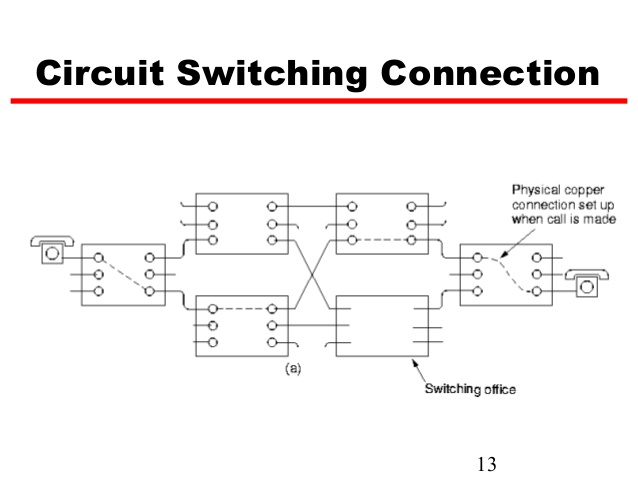 Circuit Switching Connection
Physical copper
connection set up
when call is made
(a)
Switching office
13